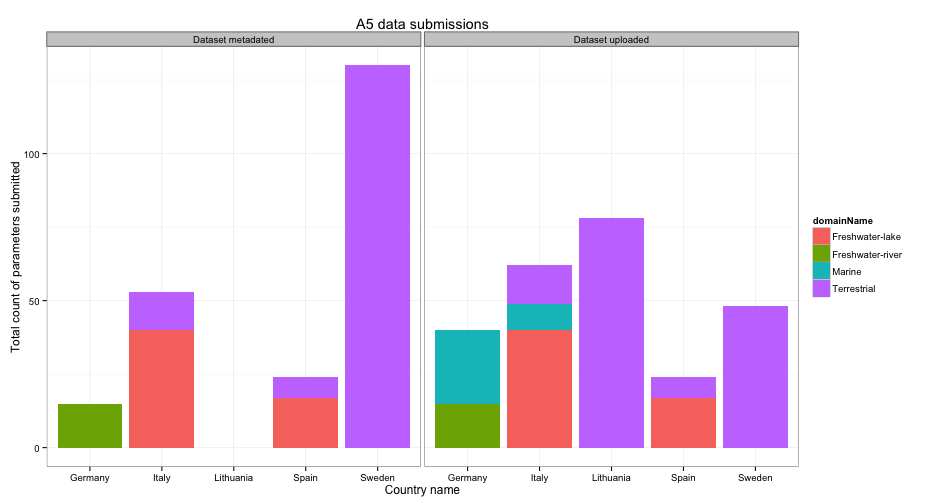 A5 data submissions
Dataset metadated
Dataset uploaded
Total count of parameters submitted
100
50
0
Germany Italy Lithuania Spain Sweden
Germany Italy Lithuania Spain Sweden
Country name
domainName
Freshwater-lake
Freshwater-river
Marine
Terrestrial